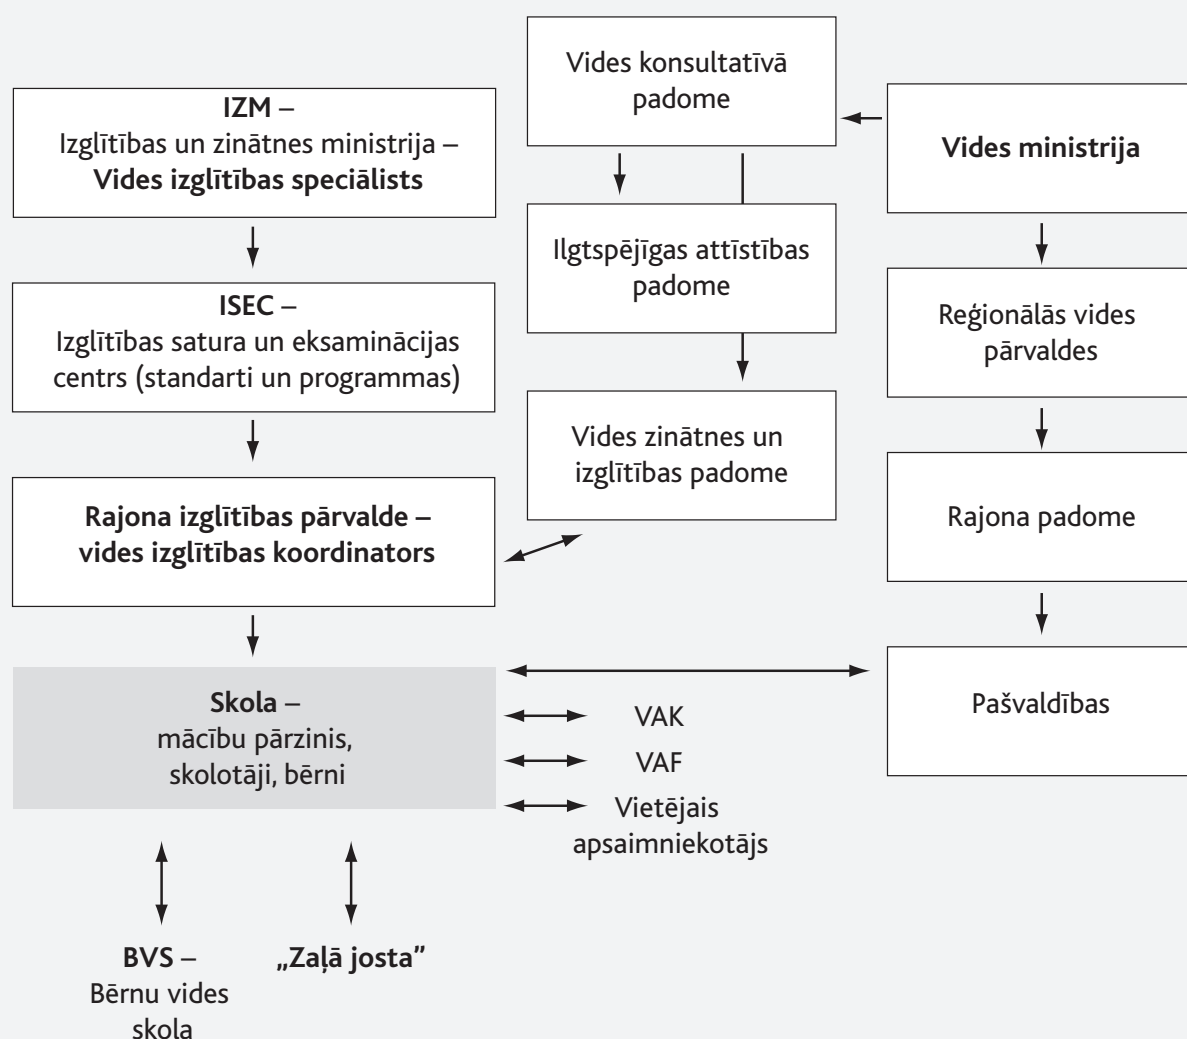 IZM –
Izglītības un zinātnes ministrija –
Vides izglītības speciālists
ISEC –
Izglītības satura un eksaminācijas
centrs (standarti un programmas)
Rajona izglītības pārvalde –
vides izglītības koordinators
Skola –
mācību pārzinis,
skolotāji, bērni
BVS –
Bērnu vides
skola
„Zaļā josta”
Vides konsultatīvā
padome
Ilgtspējīgas attīstības
padome
Vides zinātnes un
izglītības padome
VAK
VAF
Vietējais
apsaimniekotājs
Vides ministrija
Reģionālās vides
pārvaldes
Rajona padome
Pašvaldības